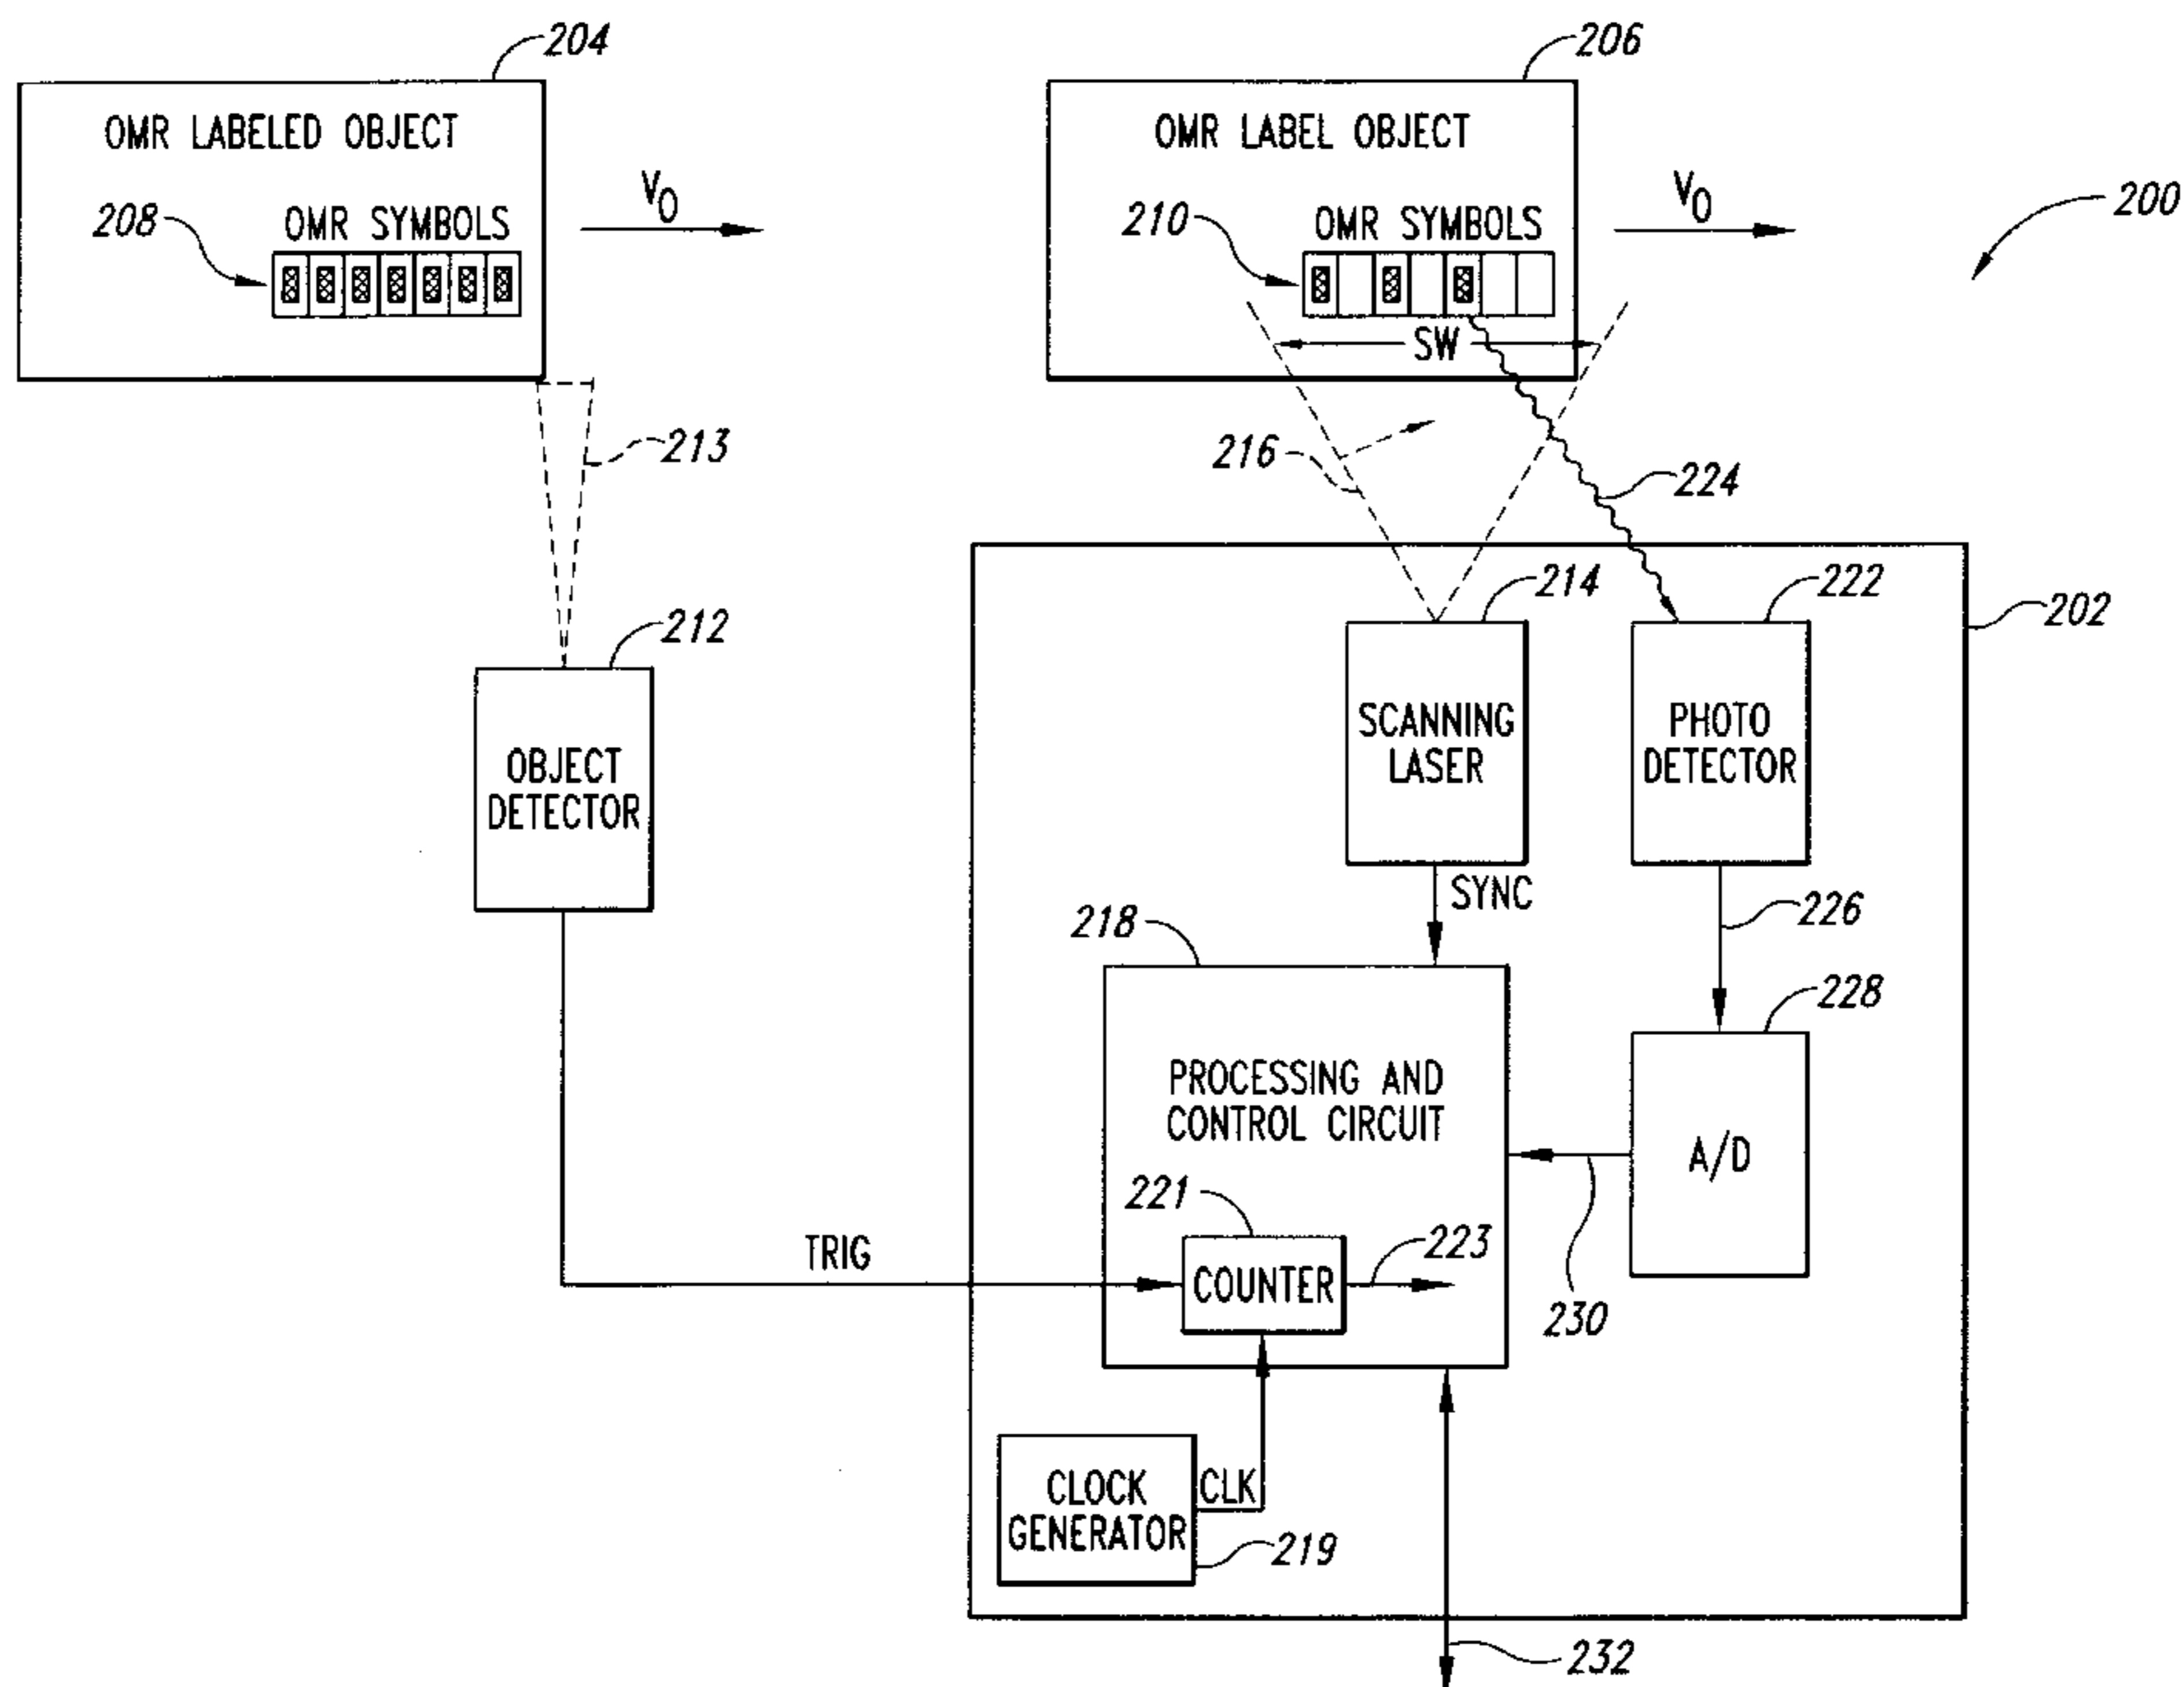 204
206
OMR LABELED OBJECT
OMR LABEL OBJECT
V0
V0
200
208
OMR SYMBOLS
210
OMR SYMBOLS
SW
213
216
224
212
214
222
202
OBJECT
DETECTOR
SCANNING
LASER
PHOTO
DETECTOR
SYNC
226
218
228
PROCESSING AND
CONTROL CIRCUIT
A/D
221
223
TRIG
COUNTER
230
CLOCK
GENERATOR
CLK
219
232